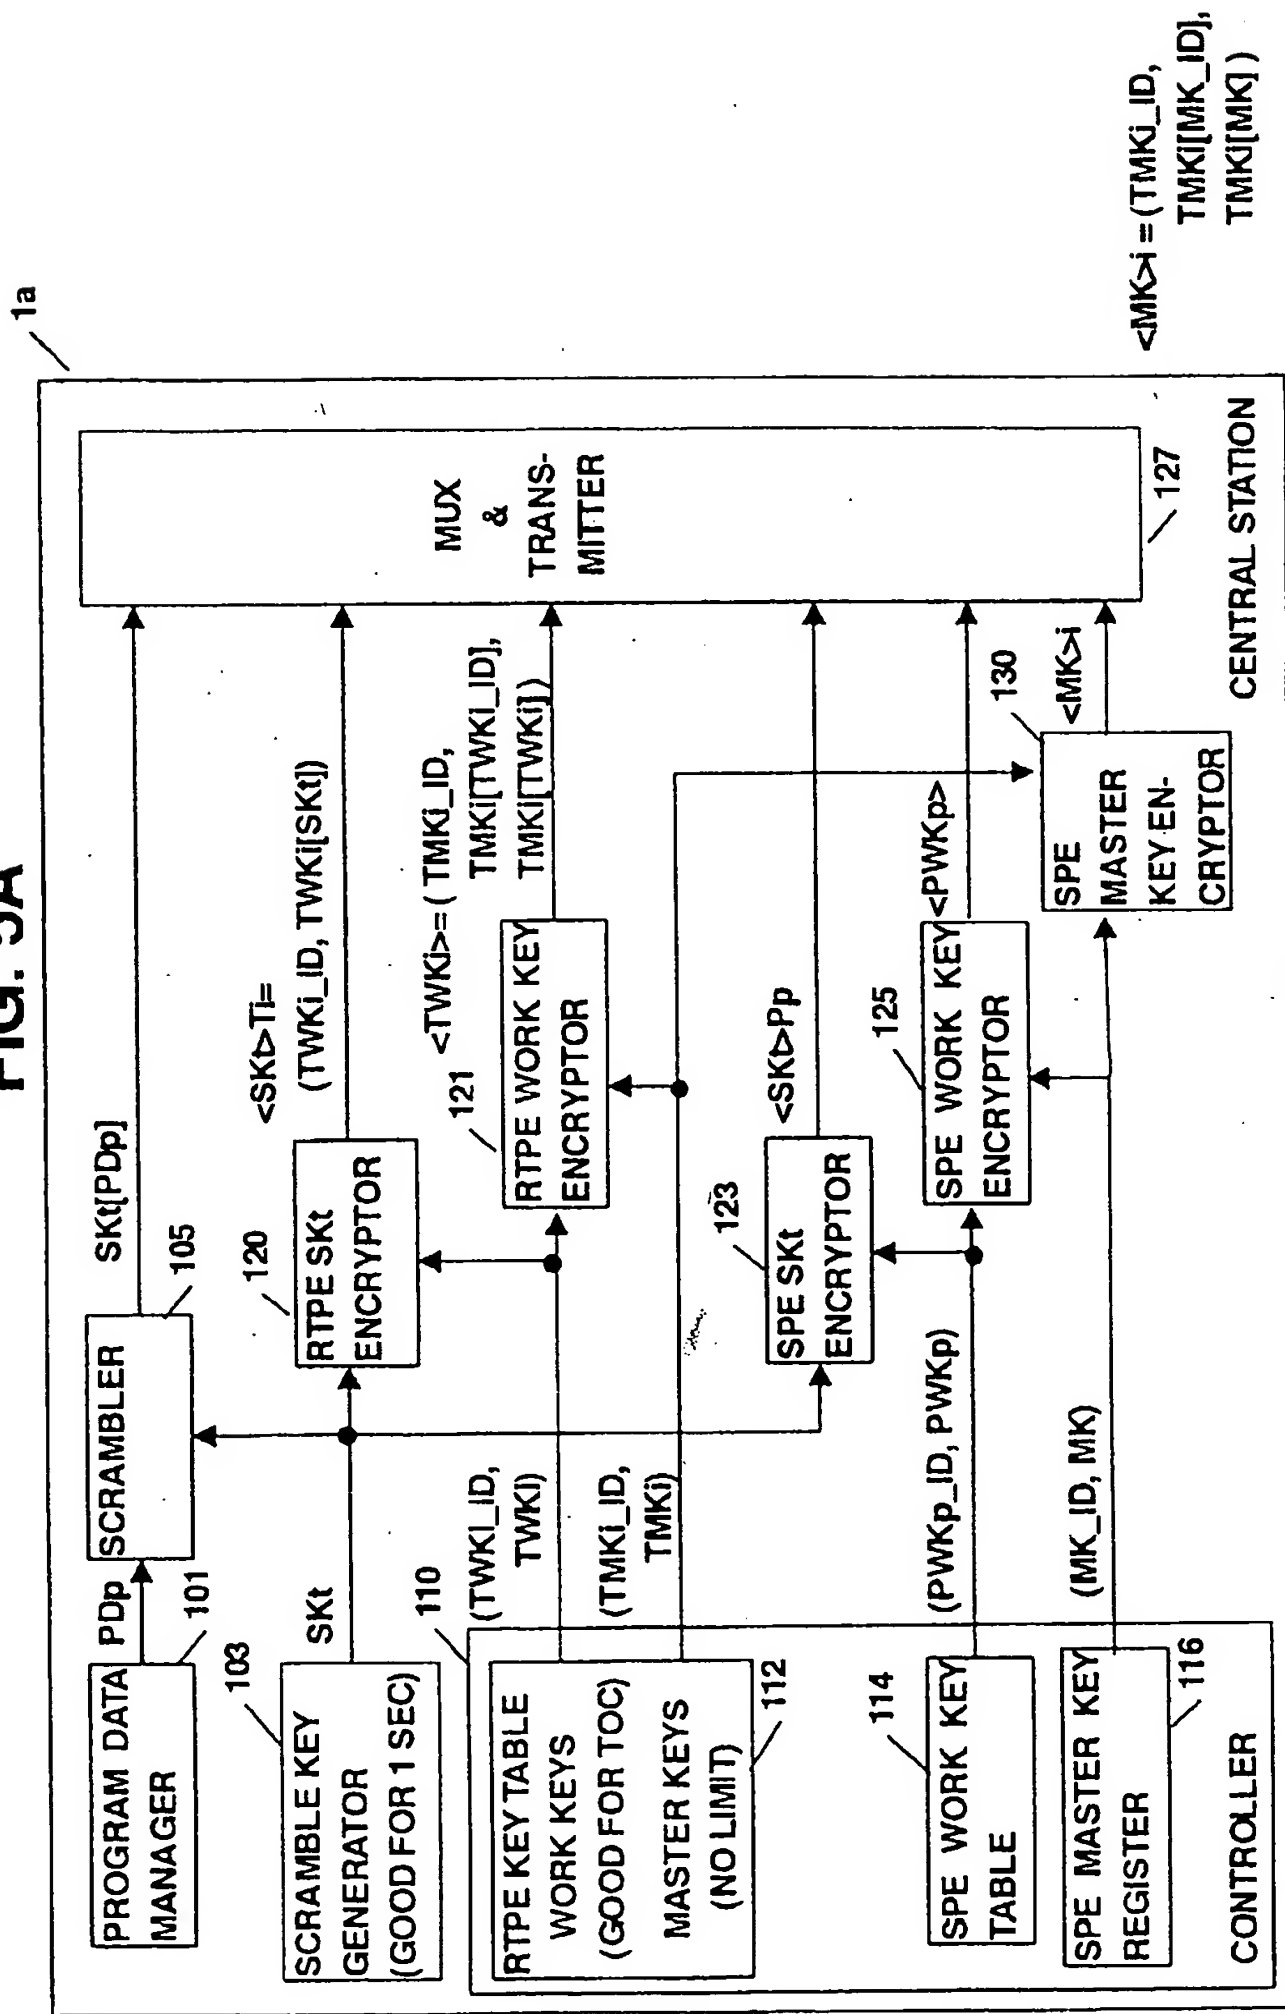 FIG. 5A
1a
PROGRAM DATA
MANAGER
101
PDp
SCRAMBLER
105
SKt[PDp]
SCRAMBLE KEY
GENERATOR
(GOOD FOR 1 SEC)
103
SKt
RTPE SKt
ENCRYPTOR
120
<SKt>Ti=
(TWKi_ID, TWKi[SKt])
110
RTPE KEY TABLE
WORK KEYS
(GOOD FOR TOC)
MASTER KEYS
(NO LIMIT)
112
(TWKi_ID,
TWKi)
(TMKi_ID,
TMKi)
RTPE WORK KEY
ENCRYPTOR
121
<TWKi>=( TMKi_ID,
TMKi[TWKi_ID],
TMKi[TWKi])
SPE SKt
ENCRYPTOR
123
<SKt>Pp
SPE WORK KEY
TABLE
114
(PWKp_ID, PWKp)
SPE WORK KEY
ENCRYPTOR
125
<PWKp>
SPE MASTER KEY
REGISTER
116
(MK_ID, MK)
SPE
MASTER
KEY EN-
CRYPTOR
130
<MK>i
MUX
&
TRANS-
MITTER
127
CONTROLLER
CENTRAL STATION
<MK>i = (TMKi_ID,
TMKi[MK_ID],
TMKi[MK] )